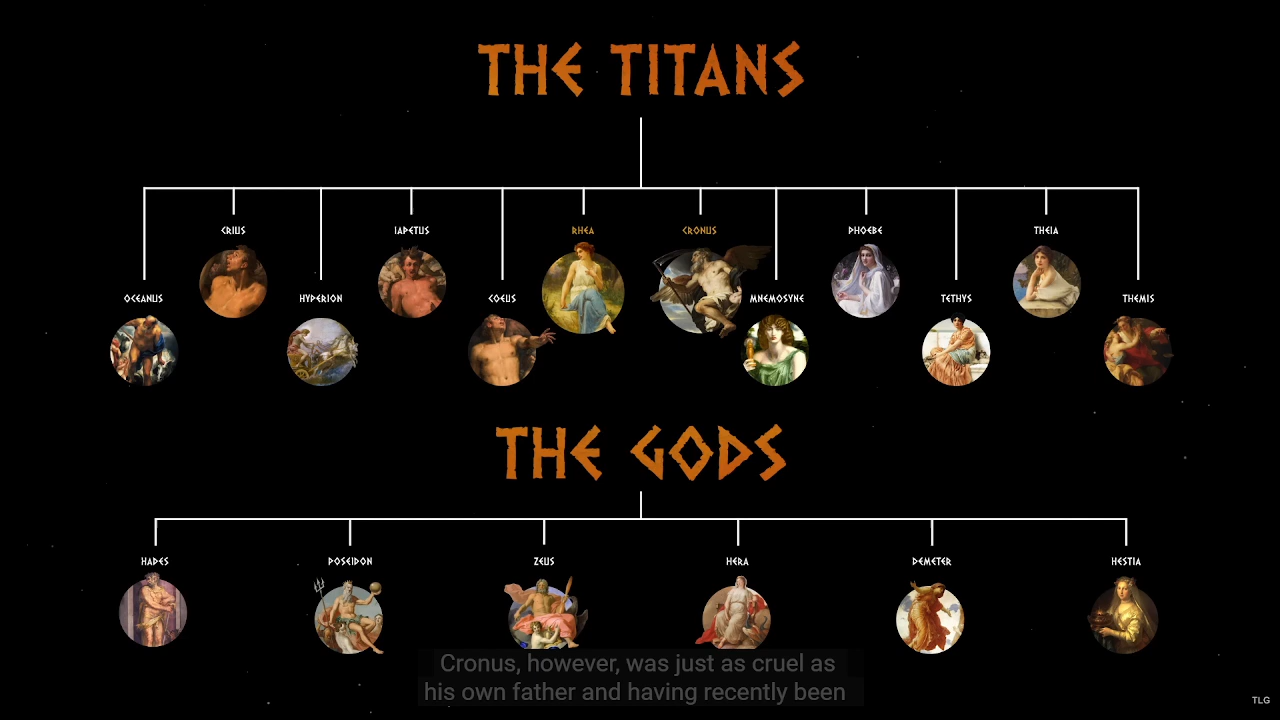 THE TITANS
CRIUS
IAPETUS
RHEA
CRONUS
PHOEBE
THEIA
OCEANUS
HYPERION
COEUS
MNEMOSYNE
TETHYS
THEMIS
THE GODS
HADES
POSEIDON
ZEUS
HERA
DEMETER
HESTIA
Cronus, however, was just as cruel as
his own father and having recently been
TLG